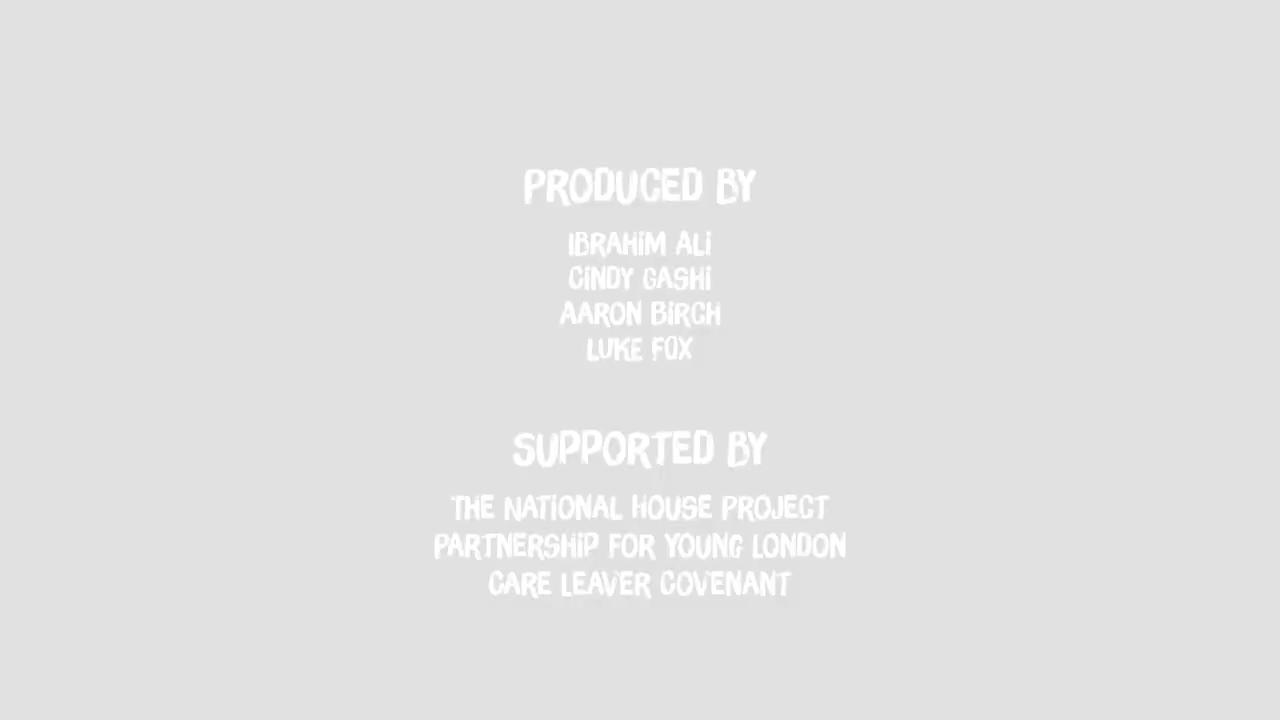 PRODUCED BY
IBRAHIM ALI
CINDY GASHI
AARON BIRCH
LUKE FOX
SUPPORTED BY
THE NATIONAL HOUSE PROJECT
PARTNERSHIP FOR YOUNG LONDON
CARE LEAVER COVENANT